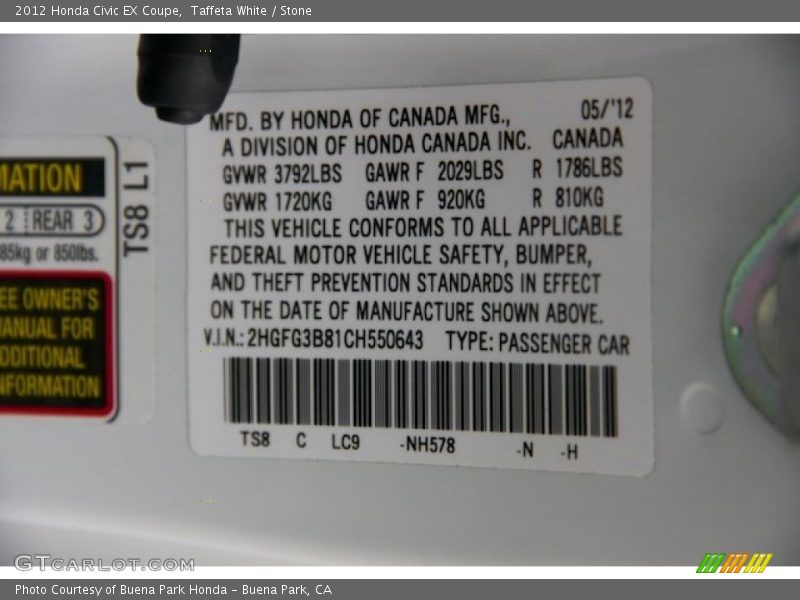 2012 Honda Civic EX Coupe, Taffeta White / Stone
MATION
2 REAR 3
85kg or 850lbs.
EE OWNER'S
MANUAL FOR
DDITIONAL
NFORMATION
TS8 L1
MFD. BY HONDA OF CANADA MFG., 05/'12
A DIVISION OF HONDA CANADA INC. CANADA
GVWR 3792LBS GAWR F 2029LBS R 1786LBS
GVWR 1720KG GAWR F 920KG R 810KG
THIS VEHICLE CONFORMS TO ALL APPLICABLE
FEDERAL MOTOR VEHICLE SAFETY, BUMPER,
AND THEFT PREVENTION STANDARDS IN EFFECT
ON THE DATE OF MANUFACTURE SHOWN ABOVE.
V.I.N.: 2HGFG3B81CH550643 TYPE: PASSENGER CAR
TS8 C LC9 -NH578 -N -H
GTCARLOT.COM
Photo Courtesy of Buena Park Honda – Buena Park, CA